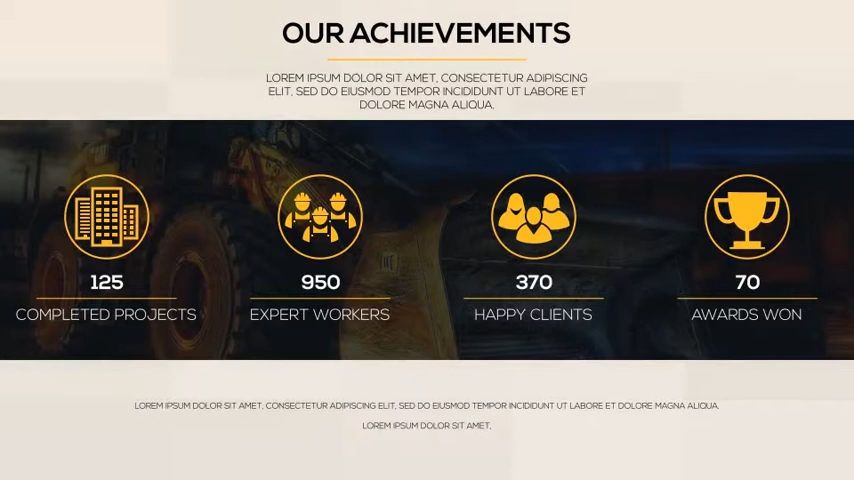 OUR ACHIEVEMENTS
LOREM IPSUM DOLOR SIT AMET, CONSECTETUR ADIPISCING
ELIT, SED DO EIUSMOD TEMPOR INCIDIDUNT UT LABORE ET
DOLORE MAGNA ALIQUA.
125 950 370 70
COMPLETED PROJECTS EXPERT WORKERS HAPPY CLIENTS AWARDS WON
LOREM IPSUM DOLOR SIT AMET, CONSECTETUR ADIPISCING ELIT, SED DO EIUSMOD TEMPOR INCIDIDUNT UT LABORE ET DOLORE MAGNA ALIQUA.
LOREM IPSUM DOLOR SIT AMET,